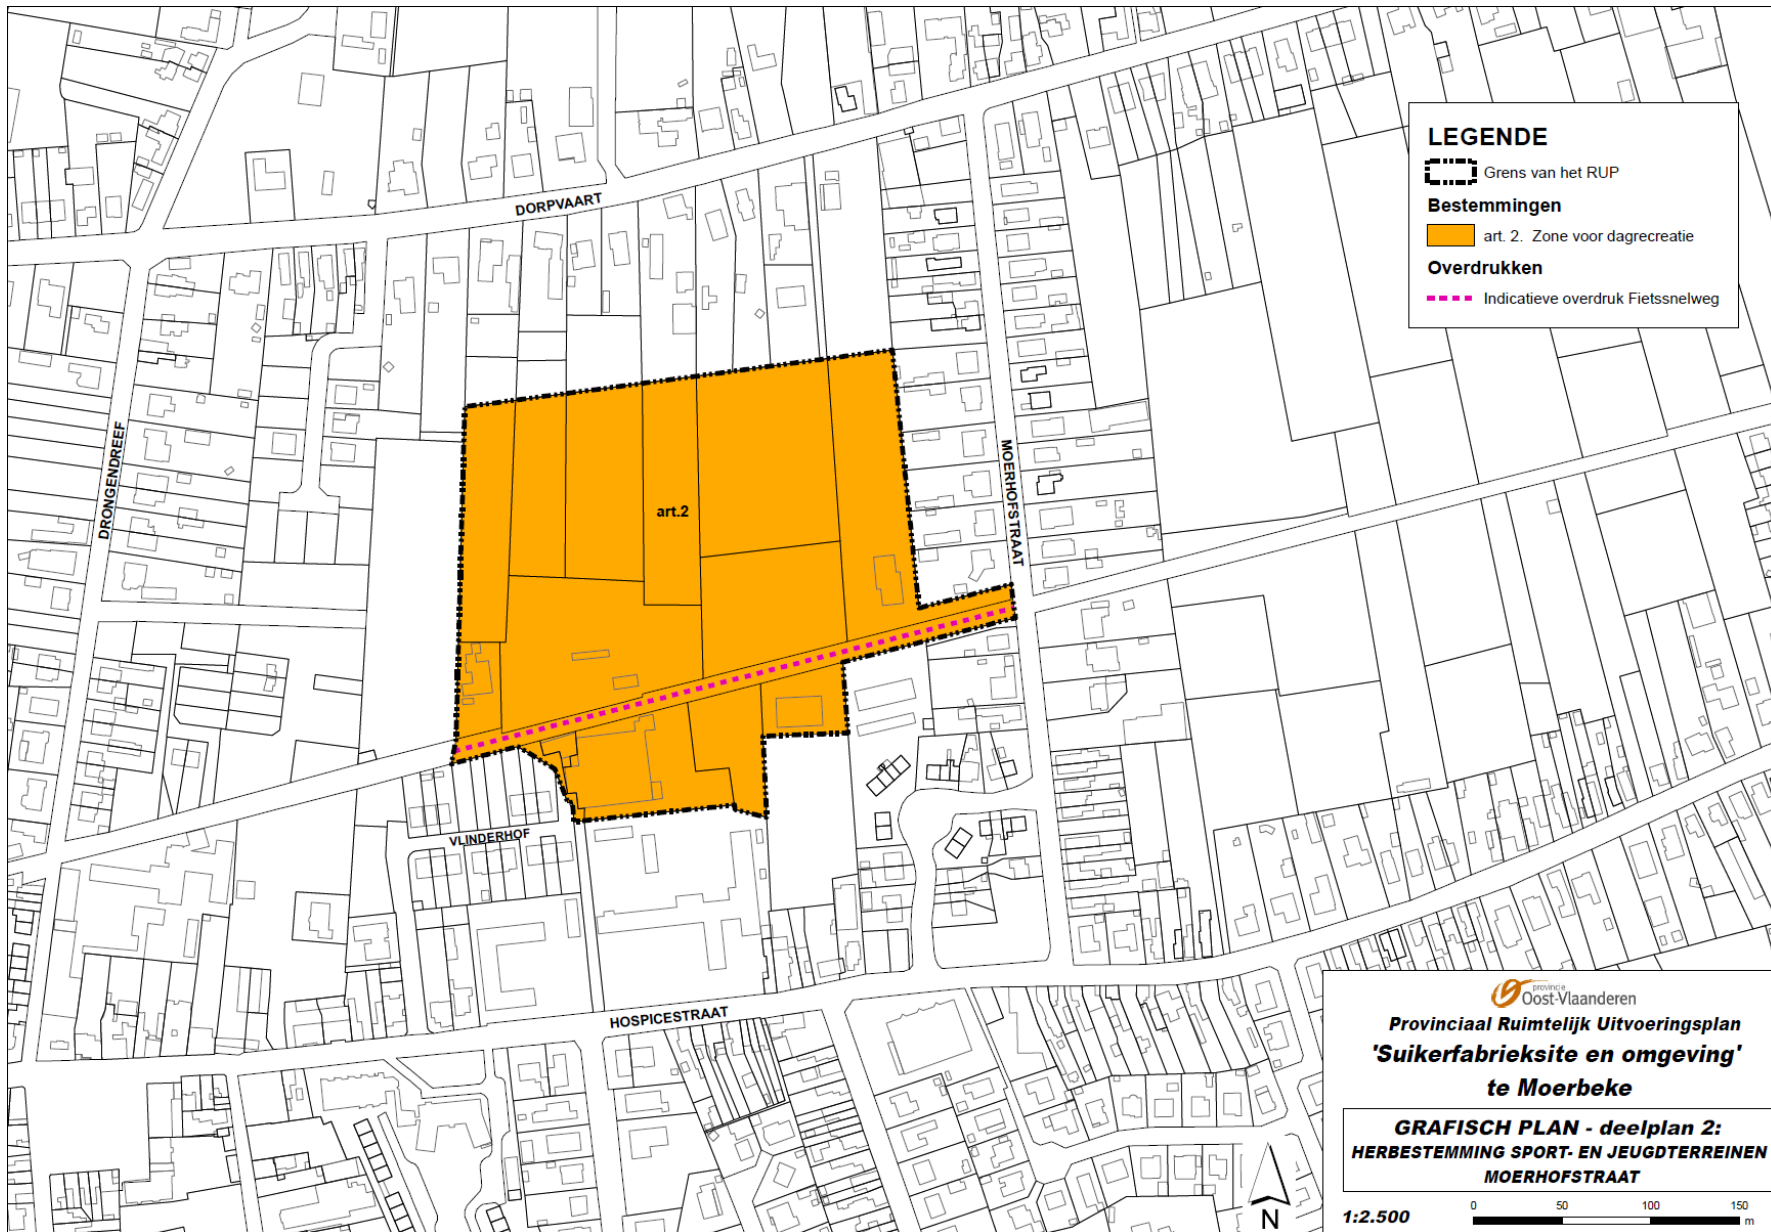 LEGENDE
Grens van het RUP
Bestemmingen
art. 2. Zone voor dagrecreatie
Overdrukken
Indicatieve overdruk Fietssnelweg
DORPVAART
DRONGENDREEF
MOERHOFSTRAAT
art.2
VLINDERHOF
HOSPICESTRAAT
provincie
Oost-Vlaanderen
Provinciaal Ruimtelijk Uitvoeringsplan
'Suikerfabrieksite en omgeving'
te Moerbeke
GRAFISCH PLAN - deelplan 2:
HERBESTEMMING SPORT- EN JEUGDTERREINEN
MOERHOFSTRAAT
N
1:2.500
0 50 100 150
m